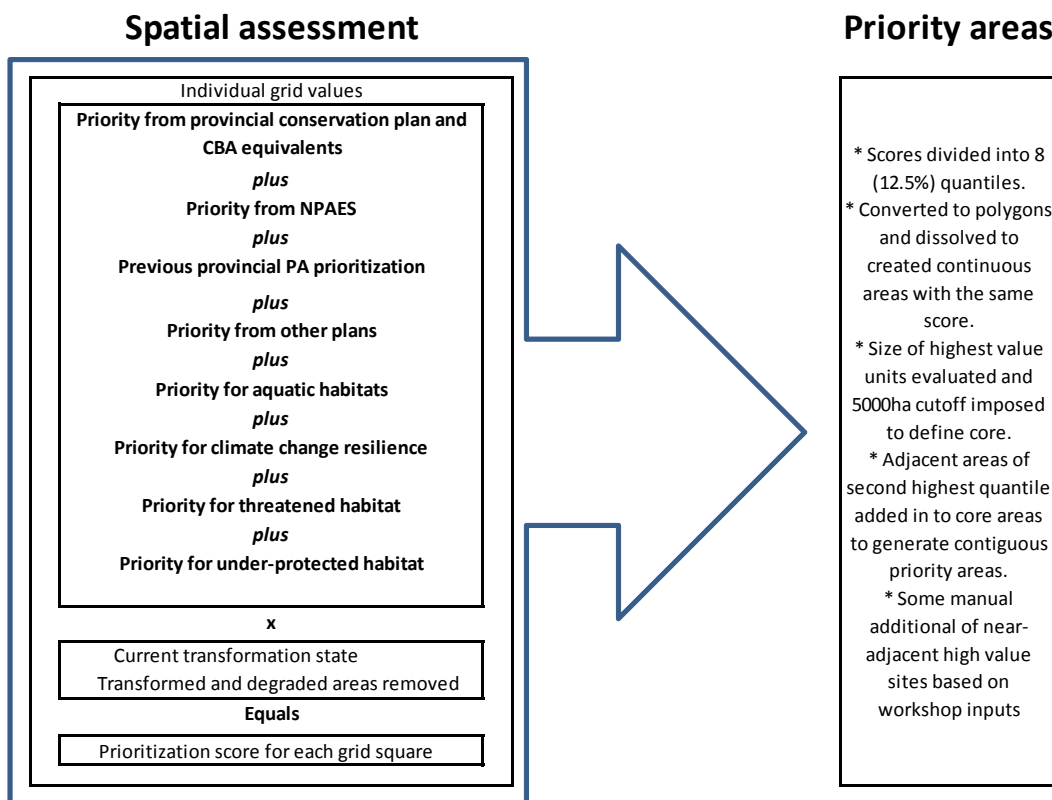 Spatial assessment
Individual grid values
Priority from provincial conservation plan and
CBA equivalents
plus
Priority from NPAES
plus
Previous provincial PA prioritization
plus
Priority from other plans
plus
Priority for aquatic habitats
plus
Priority for climate change resilience
plus
Priority for threatened habitat
plus
Priority for under-protected habitat
x
Current transformation state
Transformed and degraded areas removed
Equals
Prioritization score for each grid square
Priority areas
* Scores divided into 8
(12.5%) quantiles.
* Converted to polygons
and dissolved to
created continuous
areas with the same
score.
* Size of highest value
units evaluated and
5000ha cutoff imposed
to define core.
* Adjacent areas of
second highest quantile
added in to core areas
to generate contiguous
priority areas.
* Some manual
additional of near-
adjacent high value
sites based on
workshop inputs